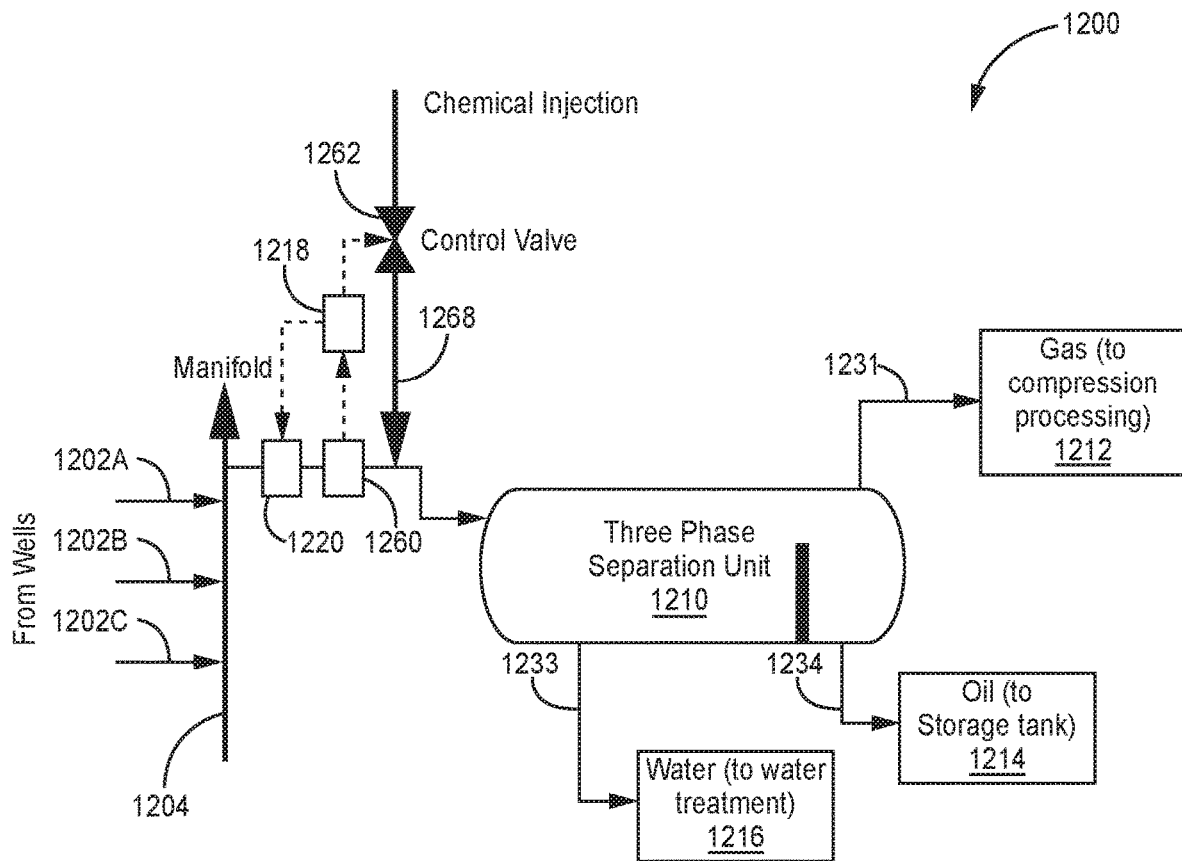 1200
Chemical Injection
1262
Control Valve
1218
1268
Manifold
1231
Gas (to
compression
processing)
1212
1202A
1220
1260
Three Phase
Separation Unit
1210
From Wells
1202B
1202C
1233
1234
Oil (to
Storage tank)
1214
Water (to water
treatment)
1216
1204